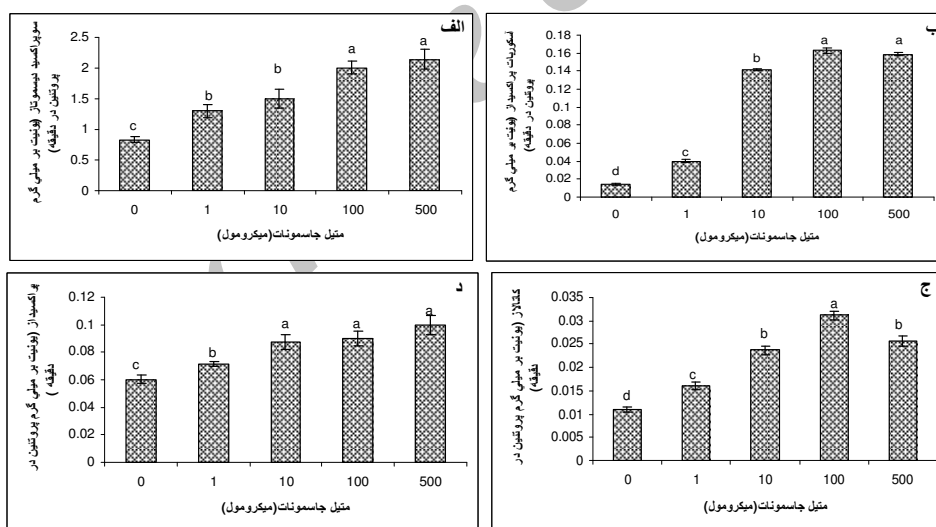 الف
سوپراکسید دیسموتاز (یونیت بر میلی گرم
پروتئین در دقیقه)
2.5
2
1.5
1
0.5
0
c
b
b
a
a
0 1 10 100 500
متیل جاسمونات(میکرومول)
ب
آسکوربات پراکسیداز (یونیت بر میلی گرم
پروتئین در دقیقه)
0.18
0.16
0.14
0.12
0.1
0.08
0.06
0.04
0.02
0
d
c
b
a
a
0 1 10 100 500
متیل جاسمونات(میکرومول)
د
پراکسیداز (یونیت بر میلی گرم پروتئین در
دقیقه )
0.12
0.1
0.08
0.06
0.04
0.02
0
c
b
a
a
a
0 1 10 100 500
متیل جاسمونات(میکرومول)
ج
کاتالاز (یونیت بر میلی گرم پروتئین در
دقیقه)
0.035
0.03
0.025
0.02
0.015
0.01
0.005
0
d
c
b
a
b
0 1 10 100 500
متیل جاسمونات(میکرومول)